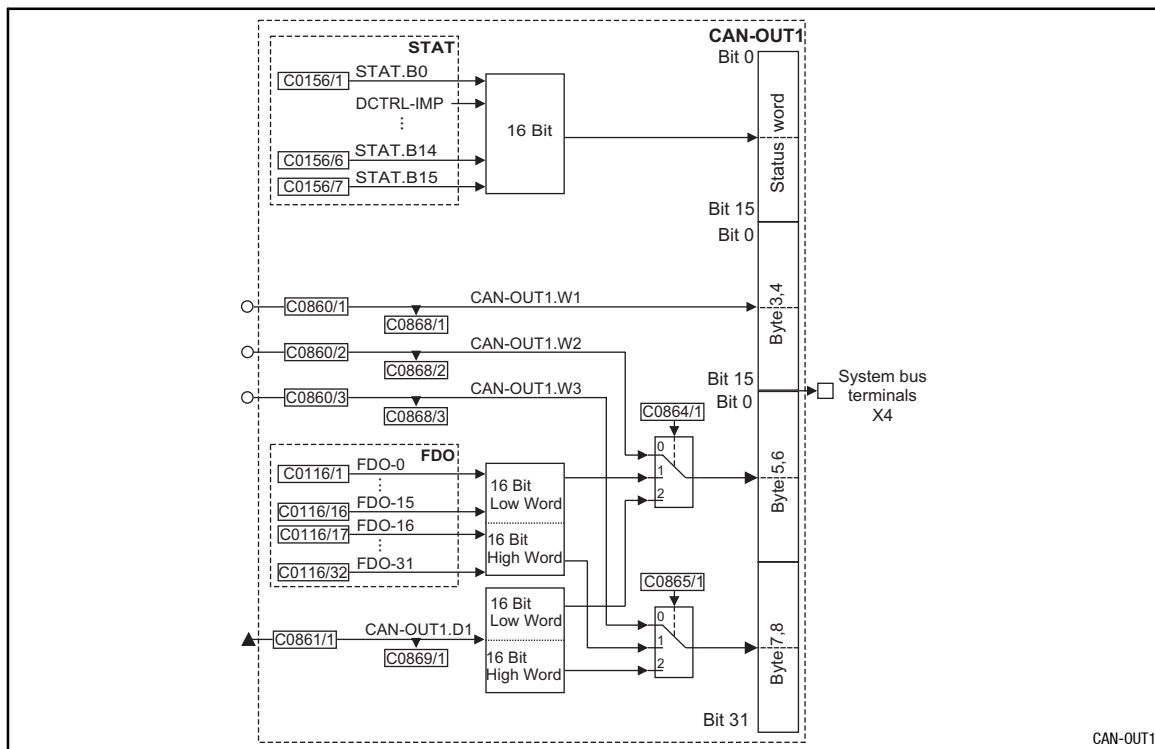 CAN-OUT1
STAT
Bit 0
C0156/1 STAT.B0
DCTRL-IMP
⋮
16 Bit
Status word
C0156/6 STAT.B14
C0156/7 STAT.B15
Bit 15
Bit 0
C0860/1 CAN-OUT1.W1
C0868/1
Byte 3,4
C0860/2 CAN-OUT1.W2
C0868/2
Bit 15
Bit 0
System bus
terminals
X4
C0860/3 CAN-OUT1.W3
C0868/3
C0864/1
0
1
2
Byte 5,6
FDO
C0116/1 FDO-0
⋮
C0116/16 FDO-15
C0116/17 FDO-16
⋮
C0116/32 FDO-31
16 Bit
Low Word
16 Bit
High Word
C0865/1
0
1
2
Byte 7,8
C0861/1 CAN-OUT1.D1
C0869/1
16 Bit
Low Word
16 Bit
High Word
Bit 31
CAN-OUT1